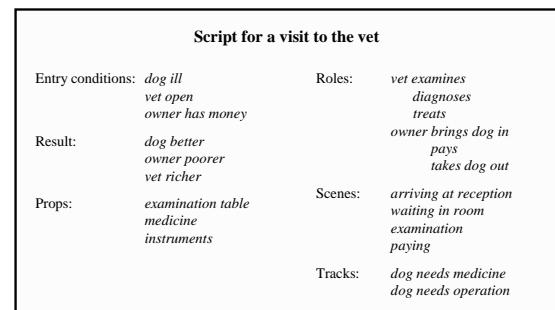 Script for a visit to the vet
Entry conditions: dog ill
vet open
owner has money
Result: dog better
owner poorer
vet richer
Props: examination table
medicine
instruments
Roles: vet examines
diagnoses
treats
owner brings dog in
pays
takes dog out
Scenes: arriving at reception
waiting in room
examination
paying
Tracks: dog needs medicine
dog needs operation